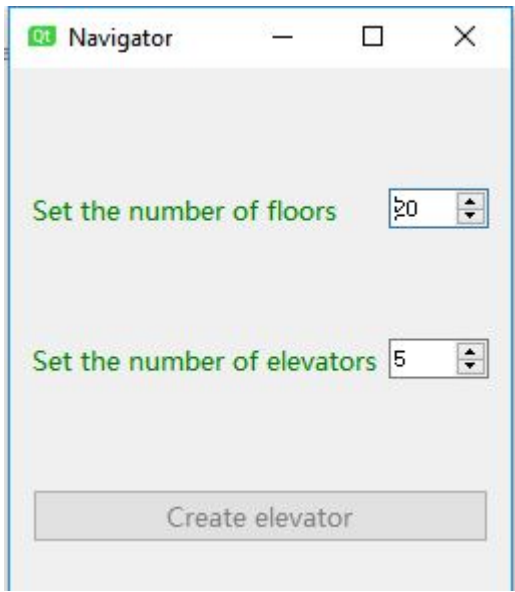 Qt Navigator
Set the number of floors 20
Set the number of elevators 5
Create elevator